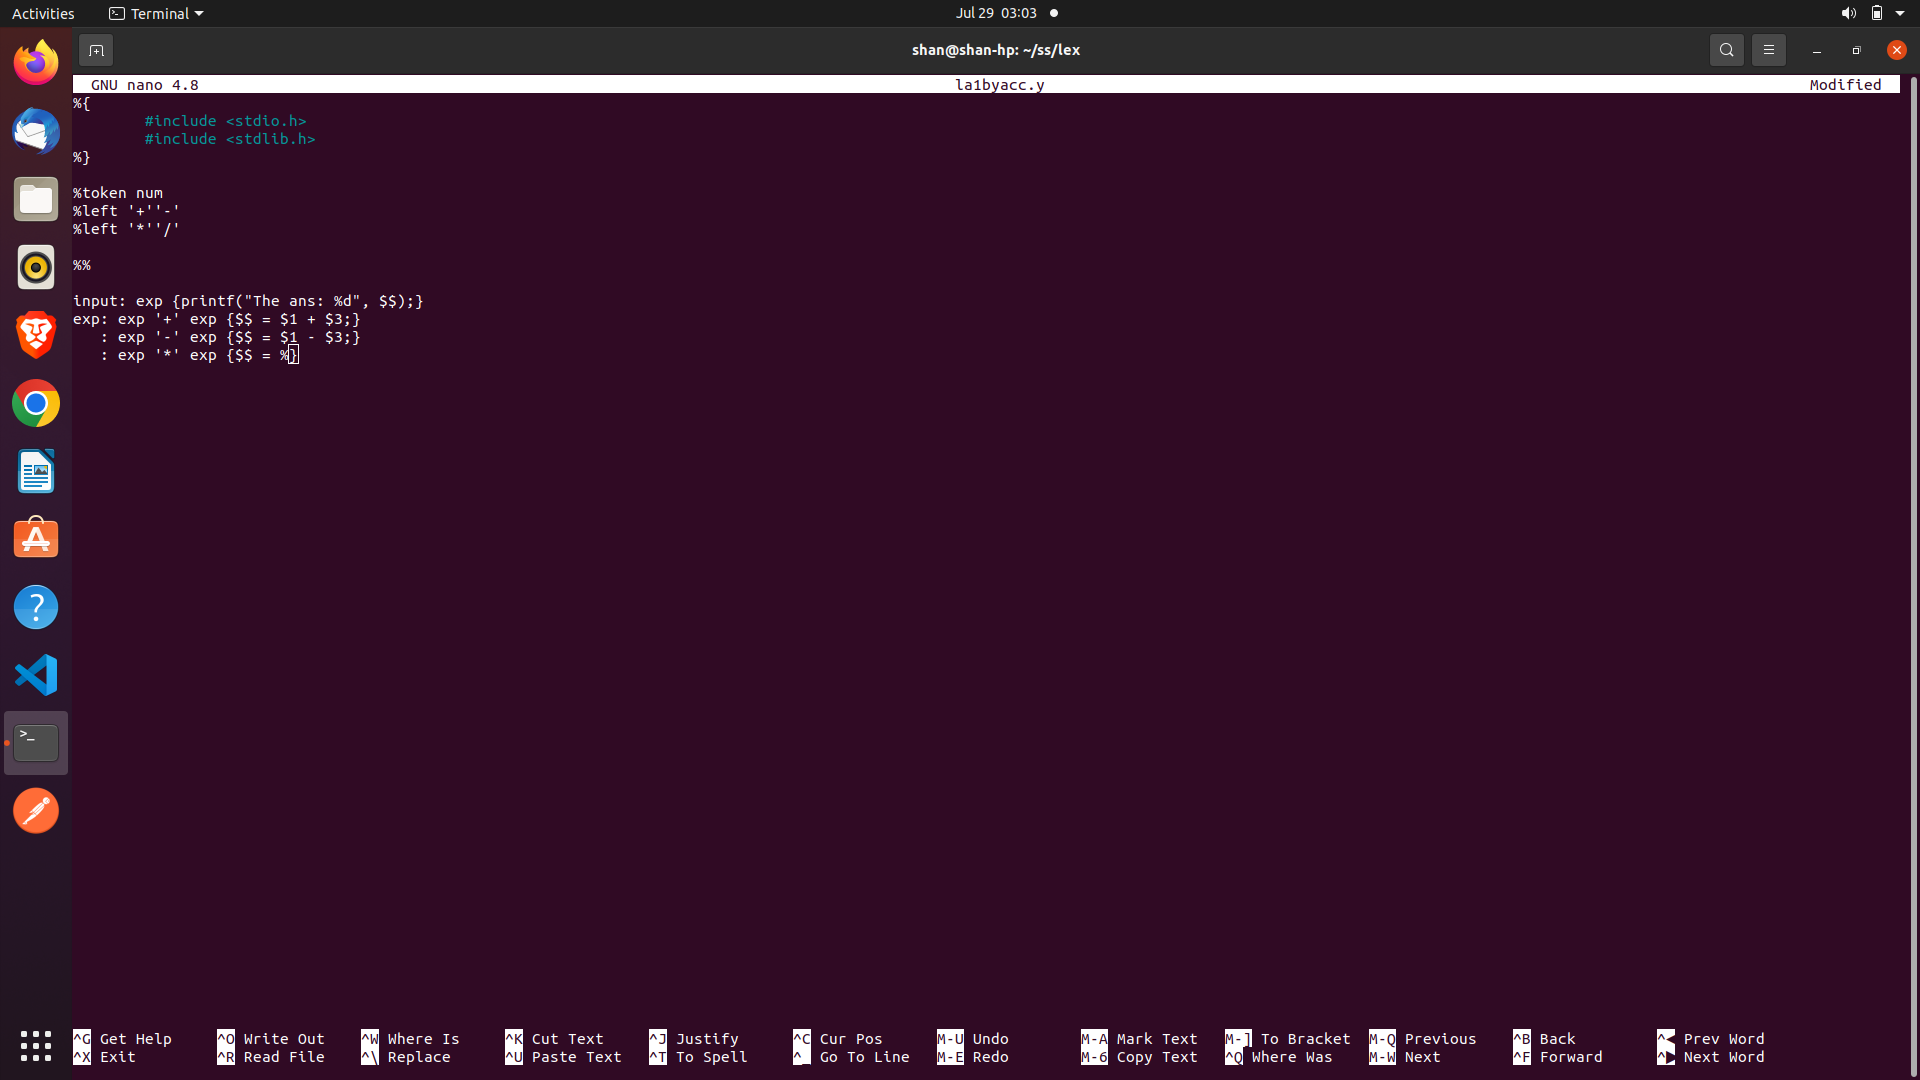 Activities Terminal Jul 29 03:03
shan@shan-hp: ~/ss/lex
GNU nano 4.8 la1byacc.y Modified
%{
#include <stdio.h>
#include <stdlib.h>
%}
%token num
%left '+''-'
%left '*''/'
%%
input: exp {printf("The ans: %d", $$);}
exp: exp '+' exp {$$ = $1 + $3;}
: exp '-' exp {$$ = $1 - $3;}
: exp '*' exp {$$ = %}
^G Get Help ^O Write Out ^W Where Is ^K Cut Text ^J Justify ^C Cur Pos M-U Undo M-A Mark Text M-] To Bracket M-Q Previous ^B Back ^◀ Prev Word
^X Exit ^R Read File ^\ Replace ^U Paste Text ^T To Spell ^_ Go To Line M-E Redo M-6 Copy Text ^Q Where Was M-W Next ^F Forward ^▶ Next Word